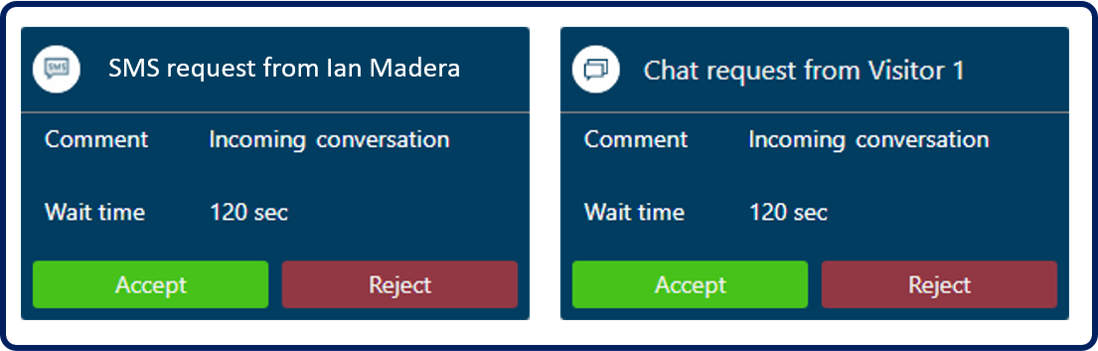 SMS
SMS request from Ian Madera
Comment Incoming conversation
Wait time 120 sec
Accept Reject
Chat request from Visitor 1
Comment Incoming conversation
Wait time 120 sec
Accept Reject